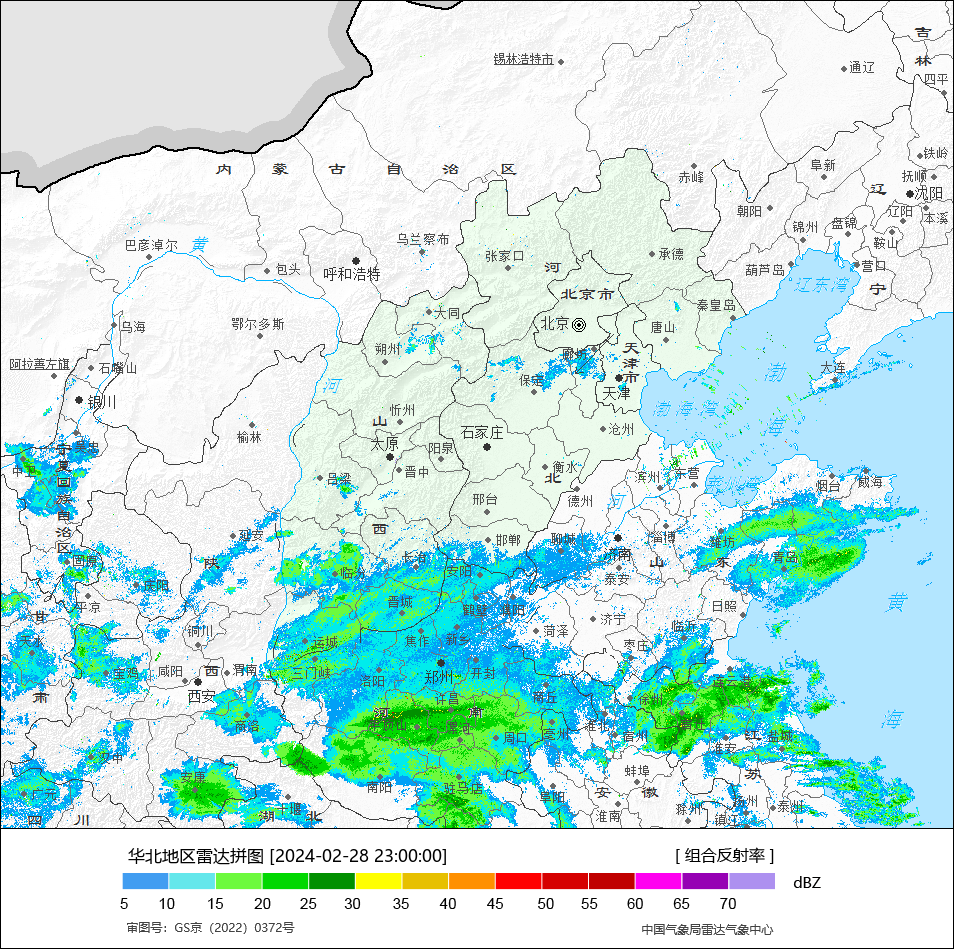 吉
林
锡林浩特市
通辽
四平
内 蒙 古 自 治 区
铁岭
阜新
抚顺
赤峰
辽
沈阳
朝阳
辽阳
本溪
锦州
盘锦
鞍山
巴彦淖尔
黄
乌兰察布
张家口
河
承德
葫芦岛
营口
包头
呼和浩特
辽东湾
宁
北京市
秦皇岛
大同
北京
唐山
乌海
鄂尔多斯
朔州
天
津
市
渤
大连
阿拉善左旗
石嘴山
保定
河
天津
银川
忻州
渤海湾
海
山
沧州
榆林
太原
阳泉
石家庄
晋中
衡水
北
吕梁
滨州
东营
莱州湾
烟台
威海
宁
夏
回
族
自
治
区
邢台
德州
河
西
延安
邯郸
聊城
济南
淄博
潍坊
青岛
固原
陕
长治
安阳
山
东
泰安
庆阳
临汾
晋城
鹤壁
濮阳
平凉
日照
黄
甘
天水
铜川
运城
焦作
新乡
菏泽
济宁
临沂
枣庄
宝鸡
咸阳
西
渭南
三门峡
洛阳
郑州
开封
肃
西安
徐州
连云港
商洛
河
南
许昌
商丘
平顶山
漯河
周口
亳州
淮北
宿州
宿迁
海
江
淮安
盐城
汉中
安康
南阳
驻马店
阜阳
蚌埠
苏
广元
十堰
安
徽
淮南
滁州
扬州
泰州
四
川
湖
北
镇江
华北地区雷达拼图 [2024-02-28 23:00:00]
[ 组合反射率 ]
dBZ
5 10 15 20 25 30 35 40 45 50 55 60 65 70
审图号：GS京（2022）0372号
中国气象局雷达气象中心